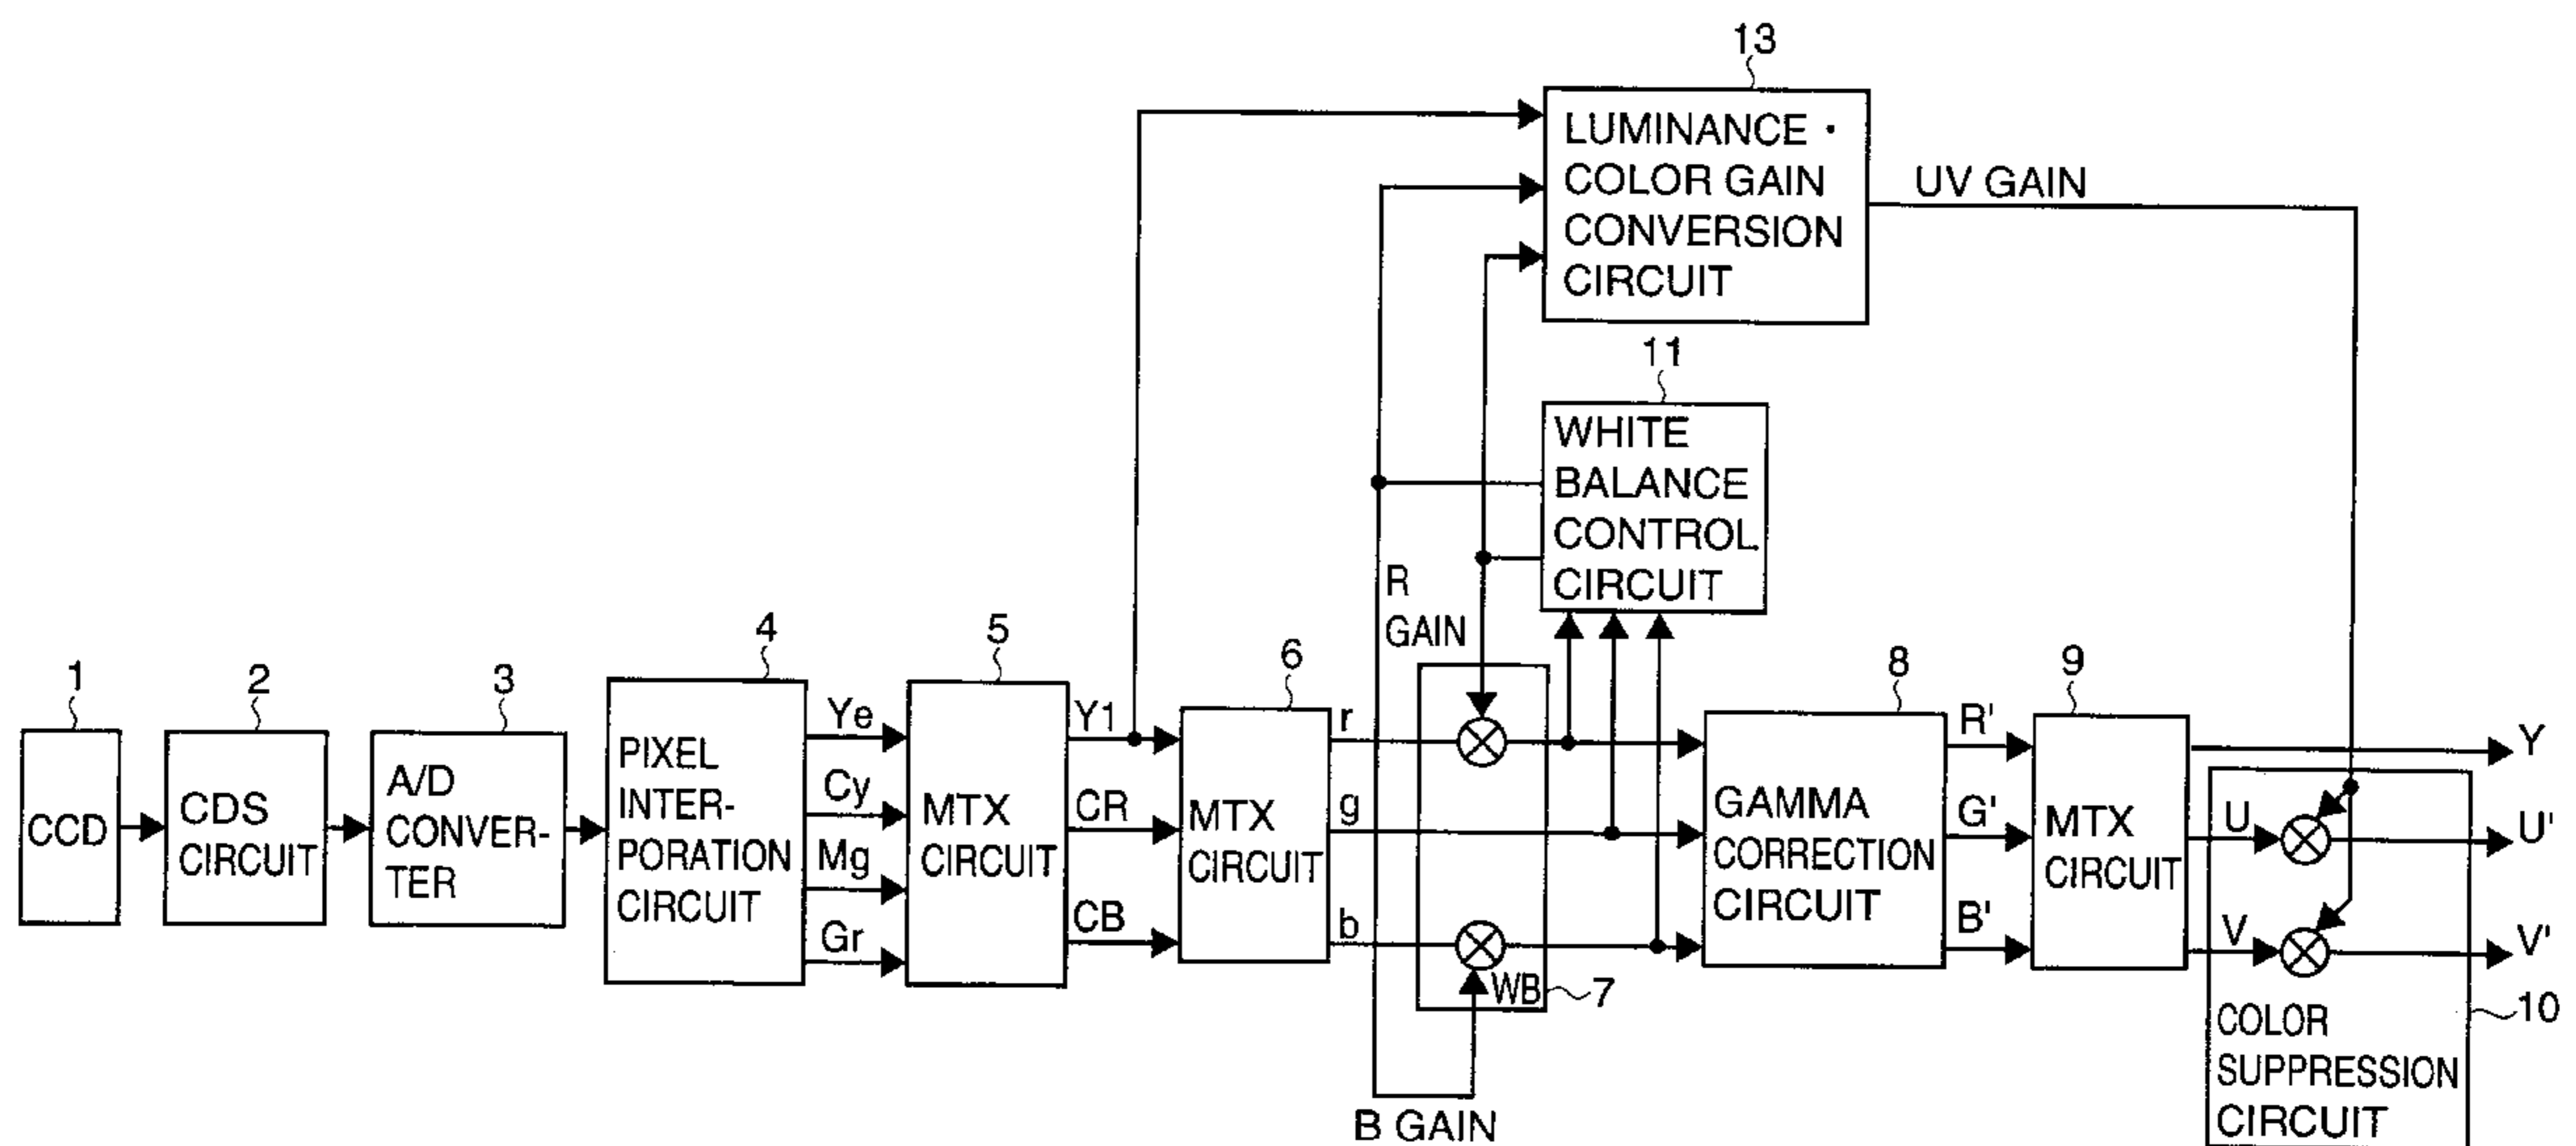 13
LUMINANCE ·
COLOR GAIN
CONVERSION
CIRCUIT
UV GAIN
11
WHITE
BALANCE
CONTROL
CIRCUIT
R
GAIN
1
CCD
2
CDS
CIRCUIT
3
A/D
CONVER-
TER
4
PIXEL
INTER-
PORATION
CIRCUIT
Ye
Cy
Mg
Gr
5
MTX
CIRCUIT
Y1
CR
CB
6
MTX
CIRCUIT
r
g
b
WB
7
B GAIN
8
GAMMA
CORRECTION
CIRCUIT
R'
G'
B'
9
MTX
CIRCUIT
Y
U
U'
V
V'
10
COLOR
SUPPRESSION
CIRCUIT